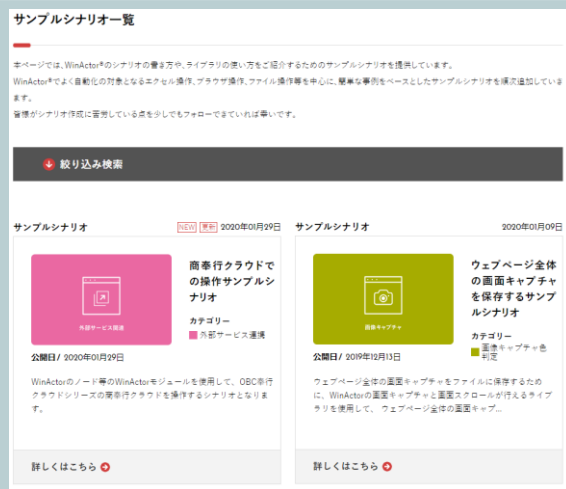 サンプルシナリオ一覧
本ページでは、WinActor®のシナリオの書き方や、ライブラリの使い方をご紹介するためのサンプルシナリオを提供しています。
WinActor®でよく自動化の対象となるエクセル操作、ブラウザ操作、ファイル操作等を中心に、簡単な事例をベースとしたサンプルシナリオを順次追加していき
ます。
皆様がシナリオ作成に苦労している点を少しでもフォローできていれば幸いです。
絞り込み検索
サンプルシナリオ NEW 更新 2020年01月29日
商奉行クラウドで
の操作サンプルシ
ナリオ
外部サービス連携
カテゴリー
外部サービス連携
公開日/ 2020年01月29日
WinActorのノード等のWinActorモジュールを使用して、OBC奉行
クラウドシリーズの商奉行クラウドを操作するシナリオとなりま
す。
詳しくはこちら
サンプルシナリオ 2020年01月09日
ウェブページ全体
の画面キャプチャ
を保存するサンプ
ルシナリオ
画像キャプチャ
カテゴリー
画像キャプチャ色
判定
公開日/ 2019年12月13日
ウェブページ全体の画面キャプチャをファイルに保存するため
に、WinActorの画面キャプチャと画面スクロールが行えるライブ
ラリを使用して、 ウェブページ全体の画面キャプ...
詳しくはこちら